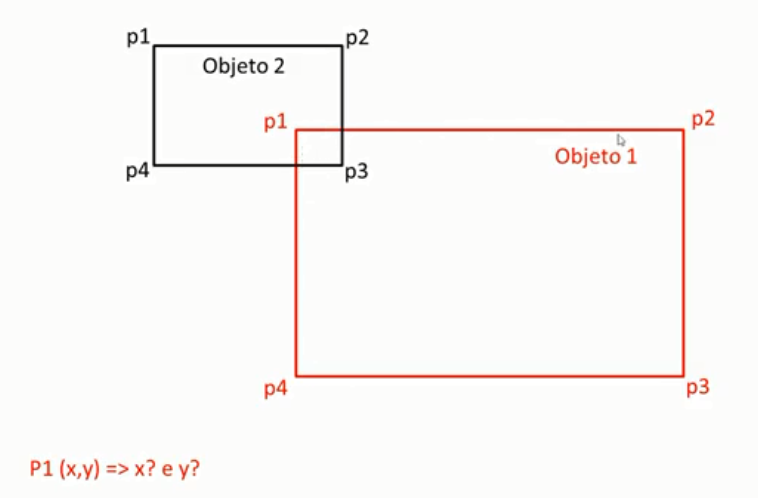 p1
p2
Objeto 2
p1
p2
Objeto 1
p4
p3
p4
p3
P1 (x,y) => x? e y?